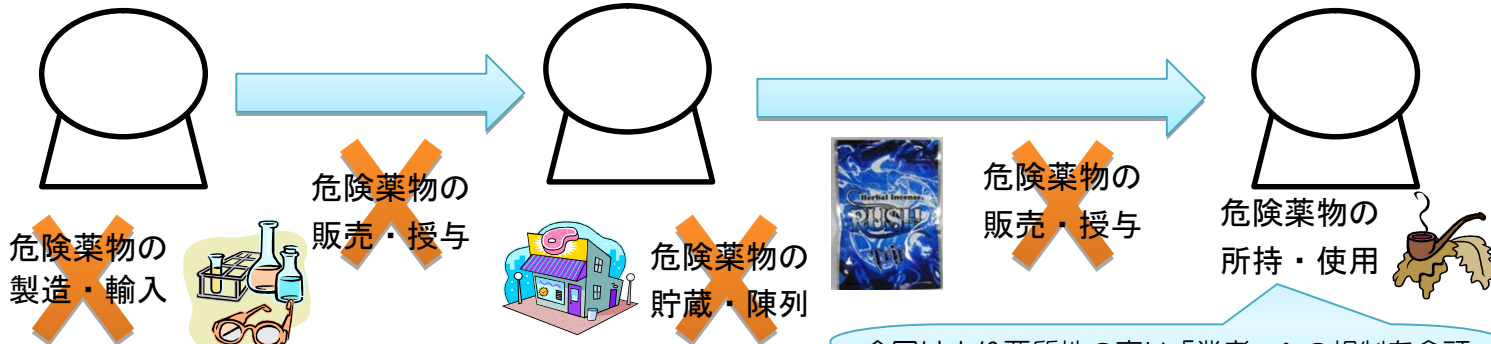 危険薬物の
製造・輸入
危険薬物の
販売・授与
危険薬物の
貯蔵・陳列
Herbal Incense
RUSH
危険薬物の
販売・授与
危険薬物の
所持・使用